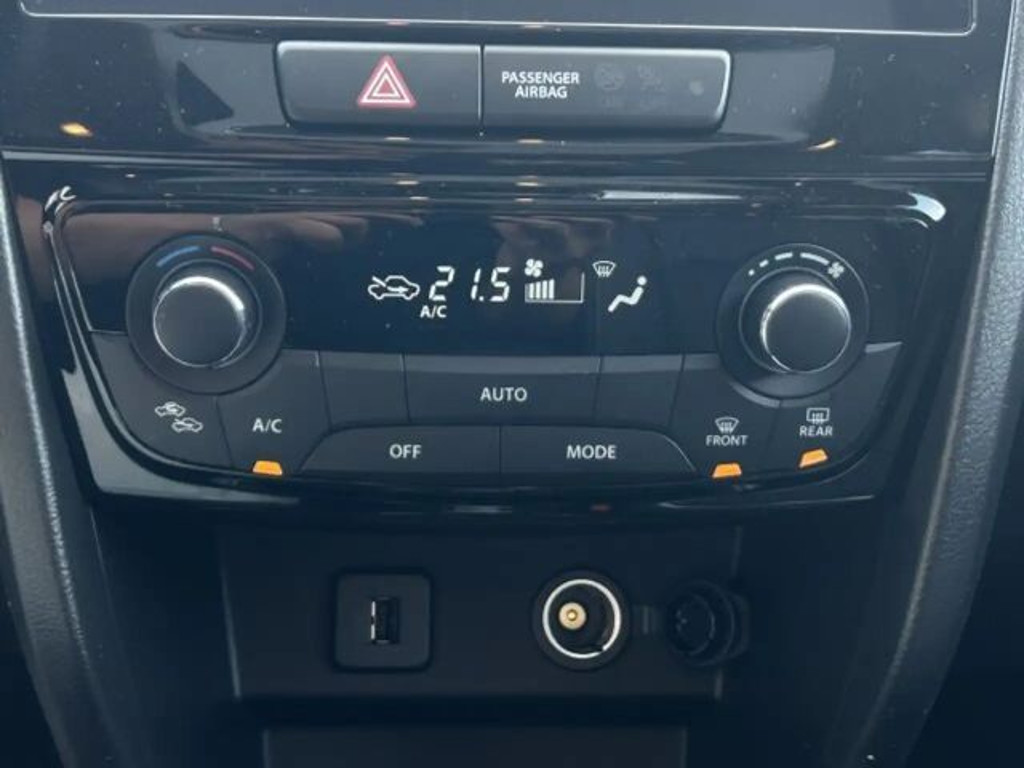 PASSENGER
AIRBAG
21.5
A/C
AUTO
A/C
OFF
MODE
FRONT
REAR